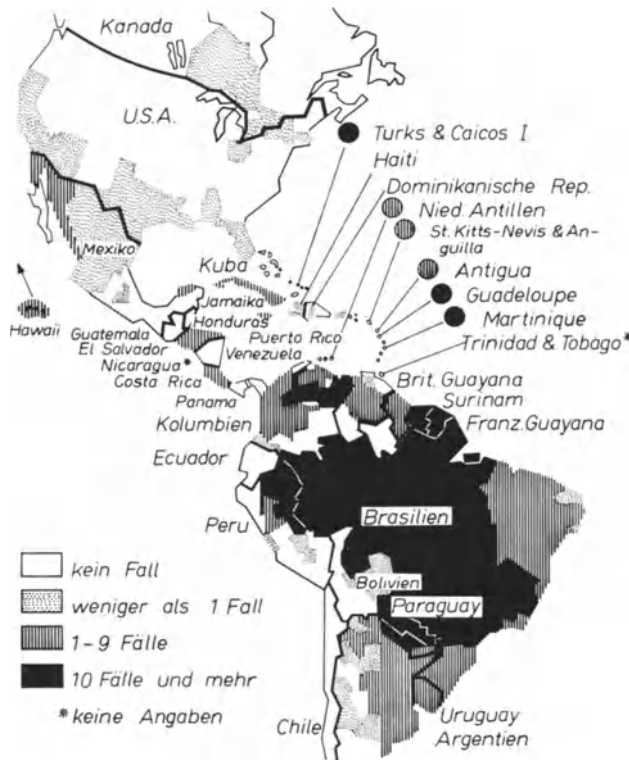 Kanada
U.S.A.
Turks & Caicos I.
Haiti
Dominikanische Rep.
Nied. Antillen
St. Kitts-Nevis & An-
guilla
Mexiko
Kuba
Antigua
Jamaika
Guadeloupe
Hawaii
Honduras
Martinique
Guatemala
Puerto Rico
Trinidad & Tobago*
El Salvador
Venezuela
Nicaragua*
Brit. Guayana
Costa Rica
Surinam
Panama
Franz. Guayana
Kolumbien
Ecuador
Peru
Brasilien
Bolivien
Paraguay
kein Fall
weniger als 1 Fall
1-9 Fälle
10 Fälle und mehr
* keine Angaben
Chile
Uruguay
Argentien